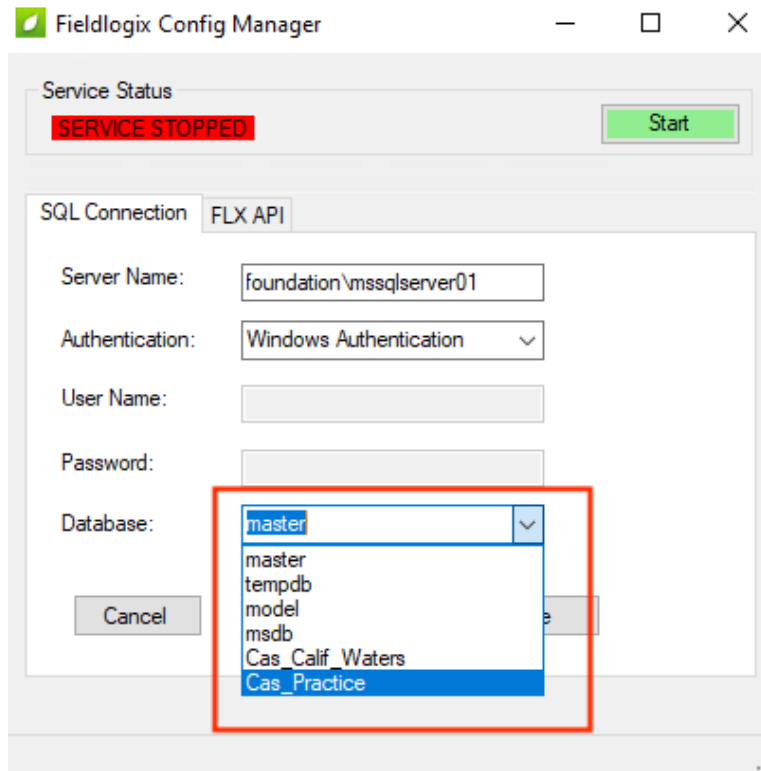 Fieldlogix Config Manager
Service Status
SERVICE STOPPED
Start
SQL Connection
FLX API
Server Name:
foundation\mssqlserver01
Authentication:
Windows Authentication
User Name:
Password:
Database:
master
master
tempdb
model
msdb
Cas_Calif_Waters
Cas_Practice
Cancel